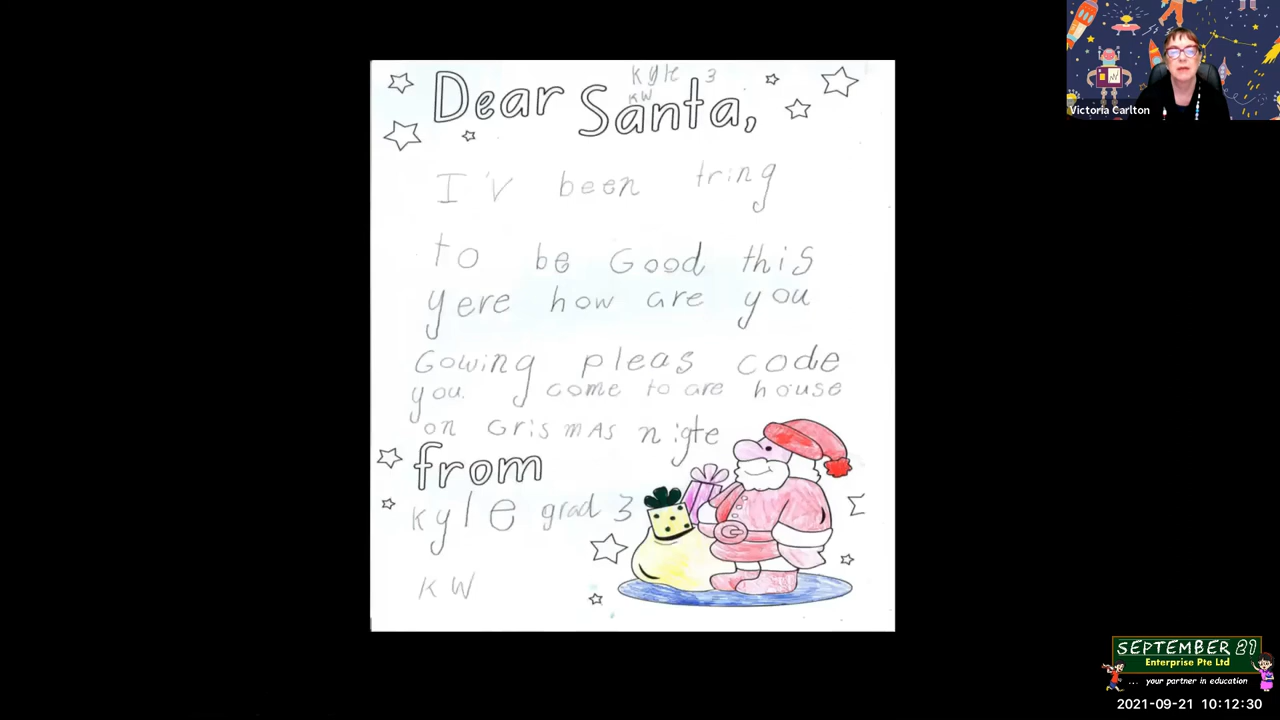 Kyle 3
KW
Dear Santa,
I'v been tring
to be Good this
yere how are you
Gowing pleas code
you come to are house
on Grismas nigte
from
Kyle grad 3
KW
Victoria Carlton
SEPTEMBER 21
Enterprise Pte Ltd
... your partner in education
2021-09-21 10:12:30